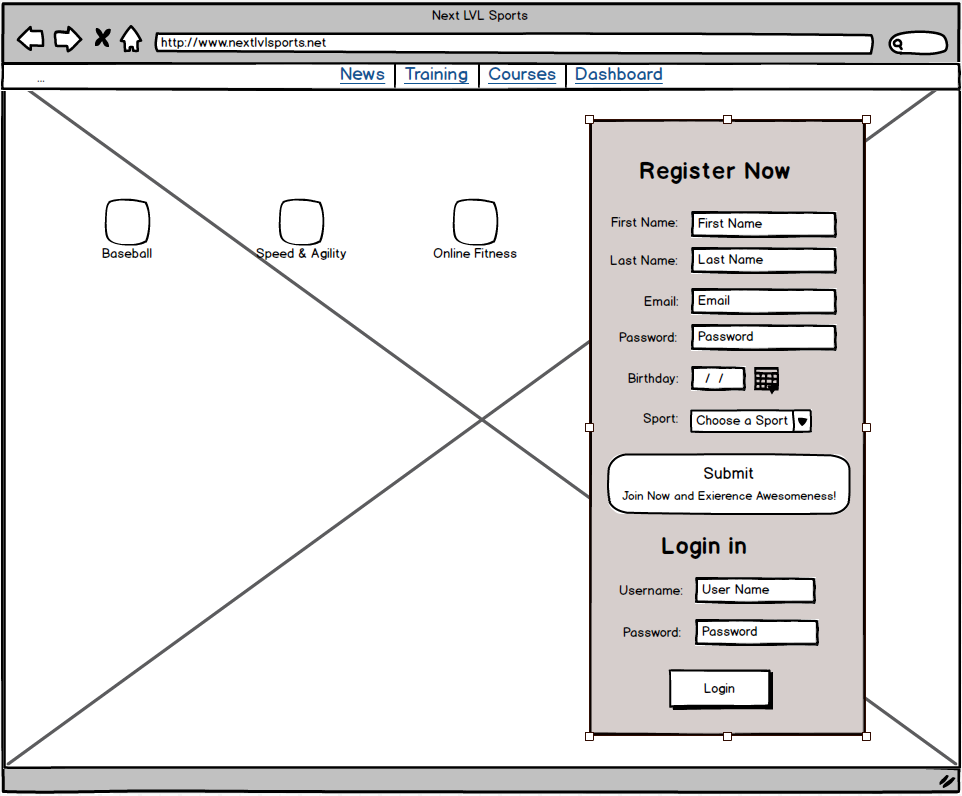 Next LVL Sports
http://www.nextlvlsports.net
... News Training Courses Dashboard
Register Now
First Name: First Name
Last Name: Last Name
Email: Email
Password: Password
Birthday: / /
Sport: Choose a Sport
Submit
Join Now and Exierence Awesomeness!
Login in
Username: User Name
Password: Password
Login
Baseball
Speed & Agility
Online Fitness